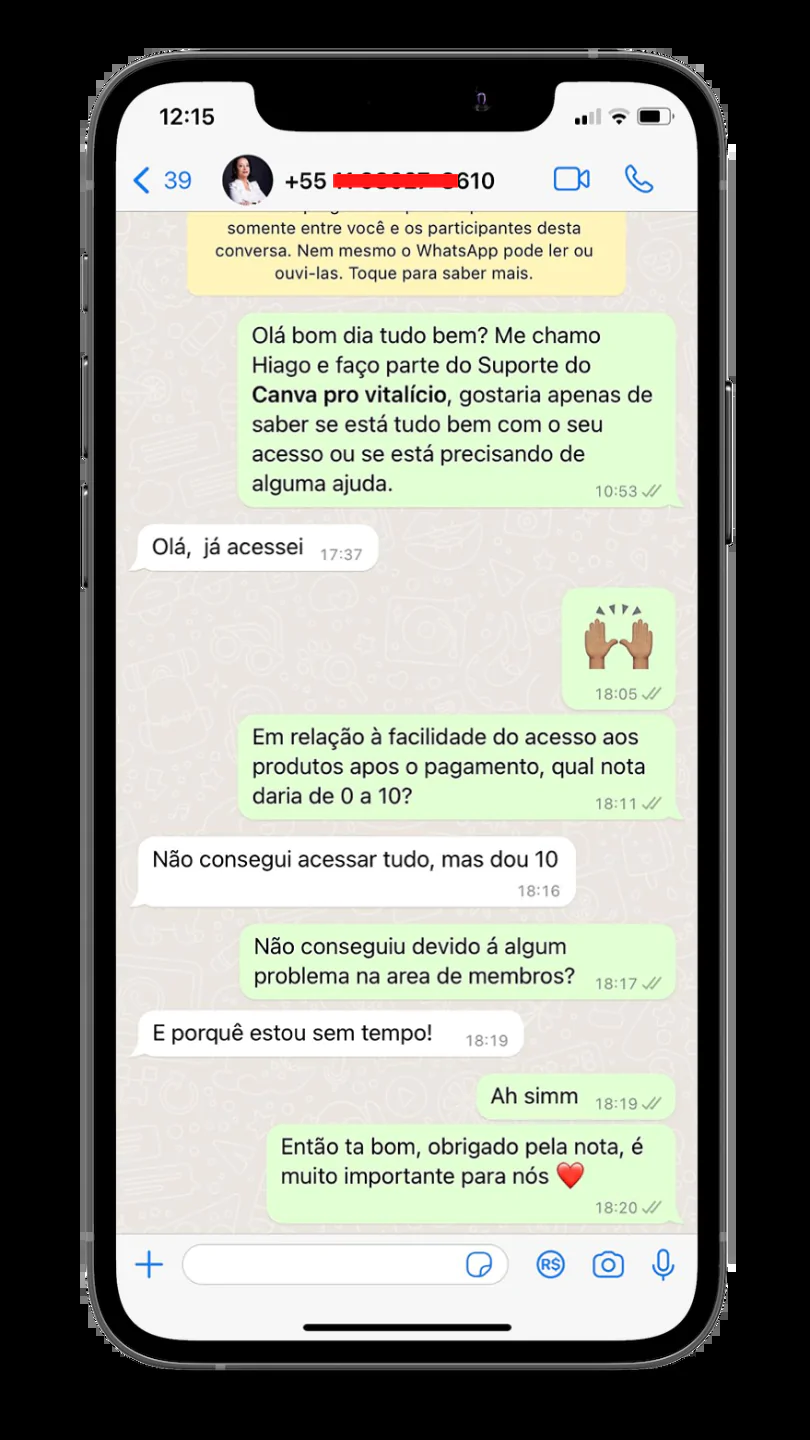 12:15
39
+55
610
somente entre você e os participantes desta
conversa. Nem mesmo o WhatsApp pode ler ou
ouvi-las. Toque para saber mais.
Olá bom dia tudo bem? Me chamo
Hiago e faço parte do Suporte do
Canva pro vitalício, gostaria apenas de
saber se está tudo bem com o seu
acesso ou se está precisando de
alguma ajuda.
10:53
Olá,  já acessei
17:37
18:05
Em relação à facilidade do acesso aos
produtos apos o pagamento, qual nota
daria de 0 a 10?
18:11
Não consegui acessar tudo, mas dou 10
18:16
Não conseguiu devido á algum
problema na area de membros?
18:17
E porquê estou sem tempo!
18:19
Ah simm
18:19
Então ta bom, obrigado pela nota, é
muito importante para nós ❤️
18:20
R$